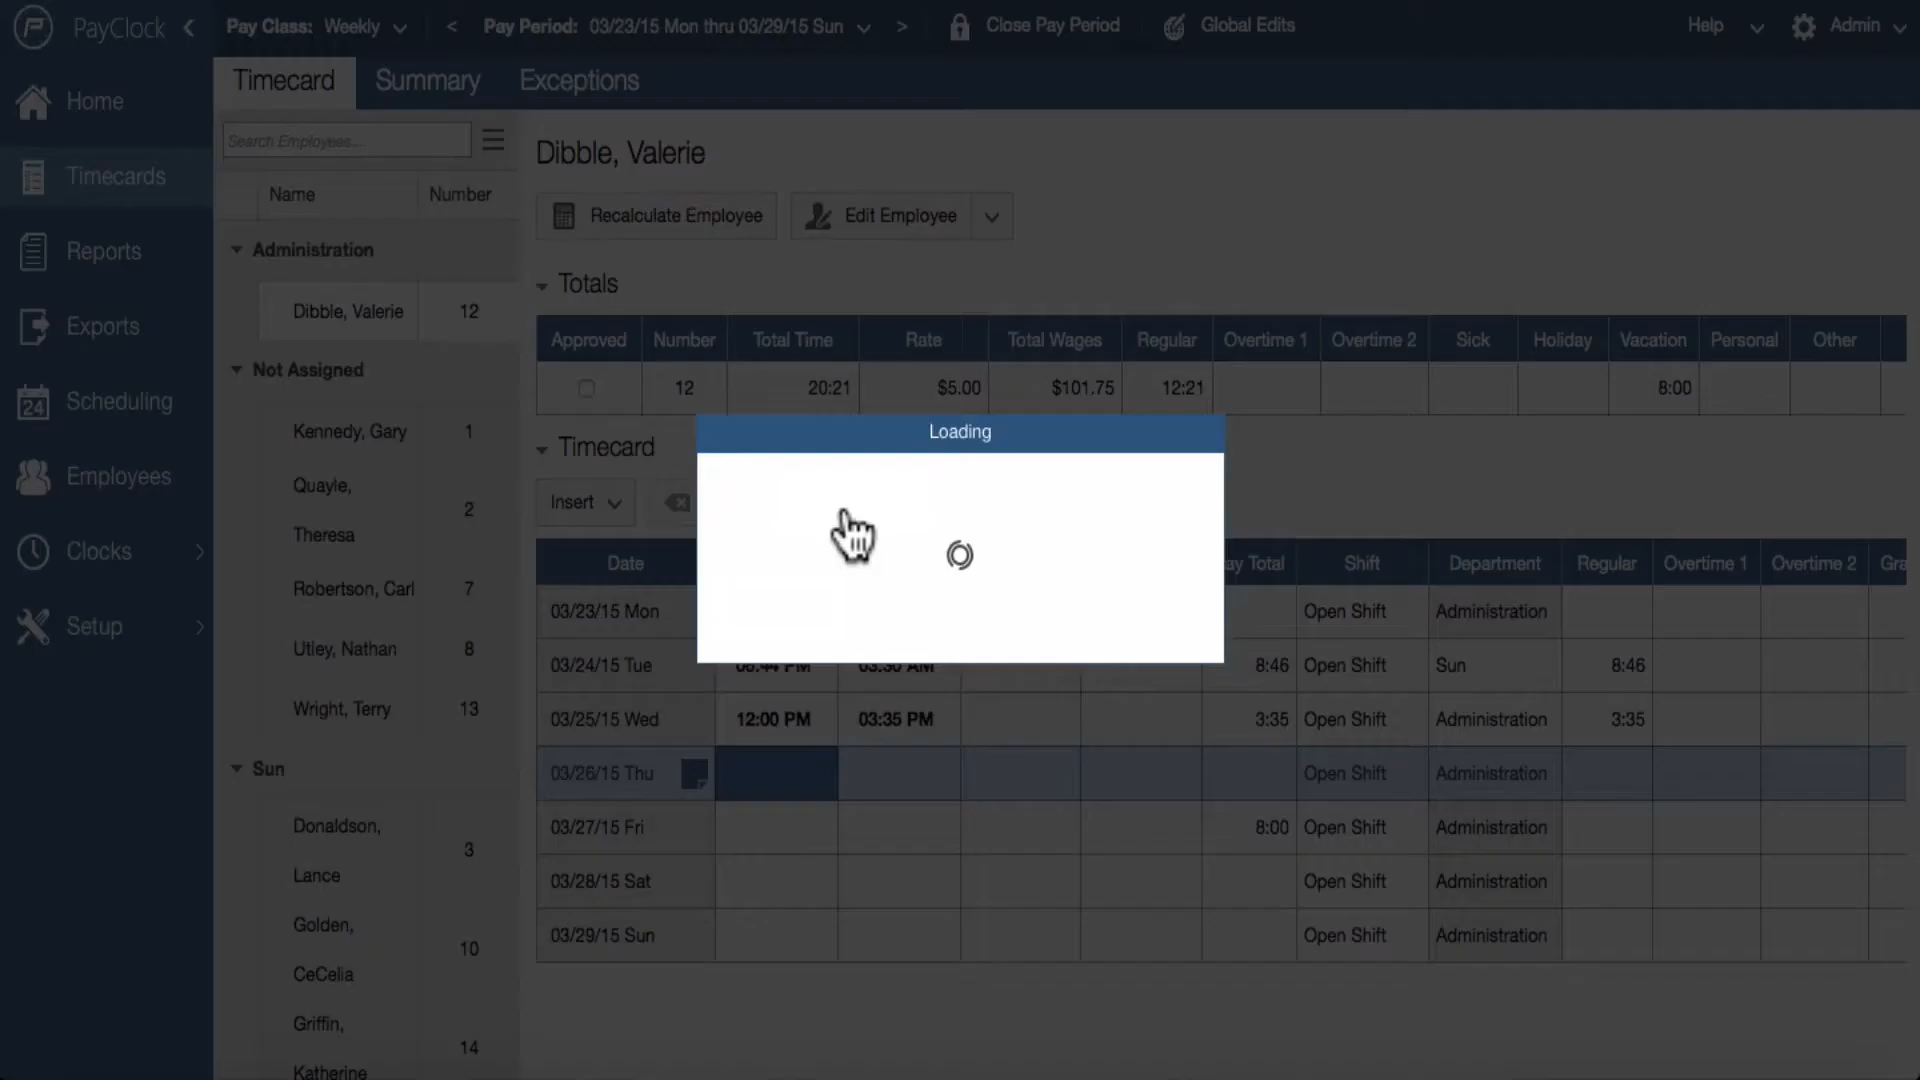 PayClock
Pay Class: Weekly
< Pay Period: 03/23/15 Mon thru 03/29/15 Sun >
Close Pay Period
Global Edits
Help
Admin
Home
Timecards
Reports
Exports
24 Scheduling
Employees
Clocks
Setup
Timecard Summary Exceptions
Search Employees...
Name Number
Administration
Dibble, Valerie 12
Not Assigned
Kennedy, Gary 1
Quayle,
Theresa 2
Robertson, Carl 7
Utley, Nathan 8
Wright, Terry 13
Sun
Donaldson,
Lance 3
Golden,
CeCelia 10
Griffin,
Katherine 14
Dibble, Valerie
Recalculate Employee Edit Employee
Totals
Approved Number Total Time Rate Total Wages Regular Overtime 1 Overtime 2 Sick Holiday Vacation Personal Other
12 20:21 $5.00 $101.75 12:21 8:00
Timecard
Insert
Loading
Date ay Total Shift Department Regular Overtime 1 Overtime 2 Gra
03/23/15 Mon Open Shift Administration
03/24/15 Tue 06:44 PM 03:30 AM 8:46 Open Shift Sun 8:46
03/25/15 Wed 12:00 PM 03:35 PM 3:35 Open Shift Administration 3:35
03/26/15 Thu Open Shift Administration
03/27/15 Fri 8:00 Open Shift Administration
03/28/15 Sat Open Shift Administration
03/29/15 Sun Open Shift Administration